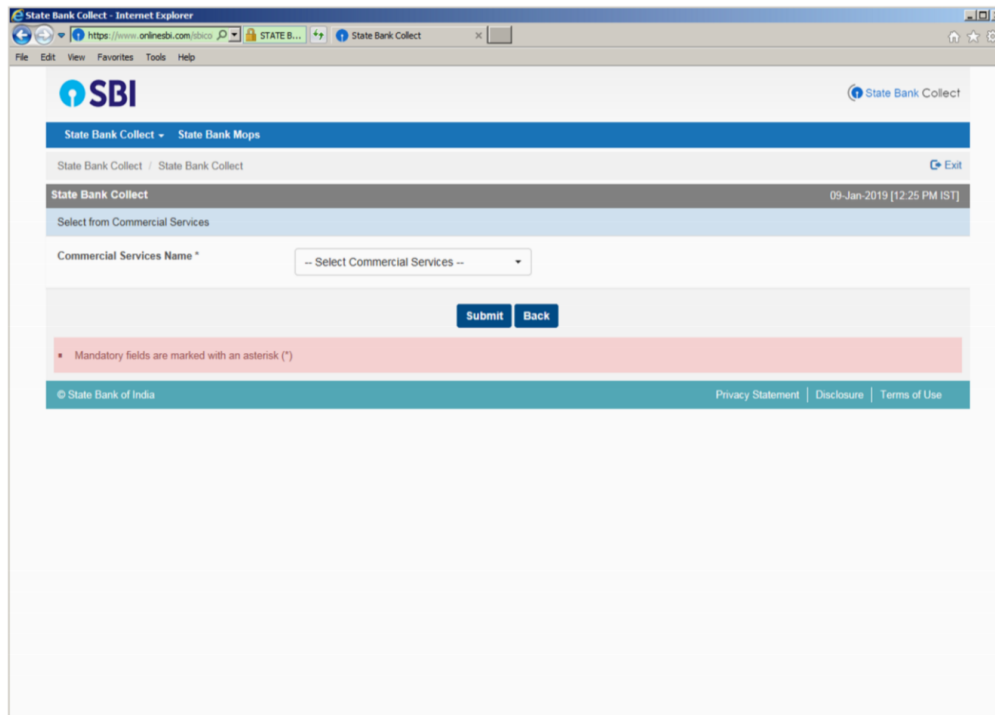 State Bank Collect - Internet Explorer
https://www.onlinesbi.com/sbico STATE B... State Bank Collect
File Edit View Favorites Tools Help
SBI State Bank Collect
State Bank Collect State Bank Mops
State Bank Collect / State Bank Collect Exit
State Bank Collect 09-Jan-2019 [12:25 PM IST]
Select from Commercial Services
Commercial Services Name * -- Select Commercial Services --
Submit Back
Mandatory fields are marked with an asterisk (*)
© State Bank of India Privacy Statement Disclosure Terms of Use